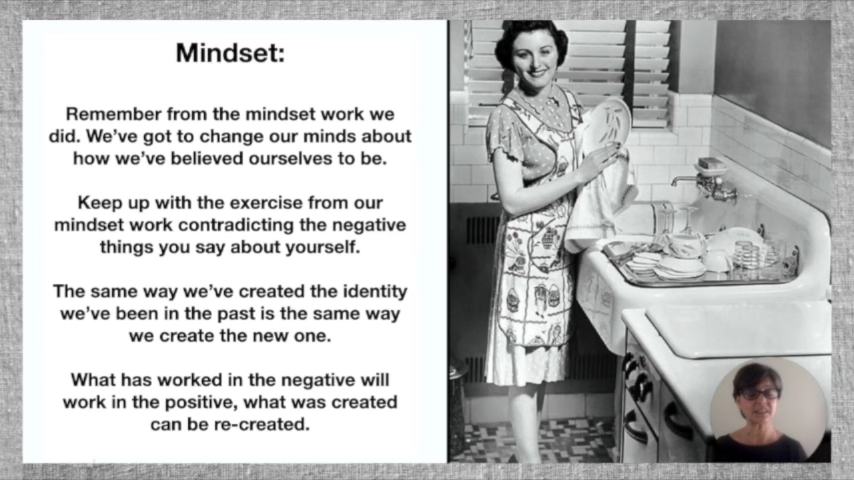 Mindset:
Remember from the mindset work we
did. We've got to change our minds about
how we've believed ourselves to be.
Keep up with the exercise from our
mindset work contradicting the negative
things you say about yourself.
The same way we've created the identity
we've been in the past is the same way
we create the new one.
What has worked in the negative will
work in the positive, what was created
can be re-created.